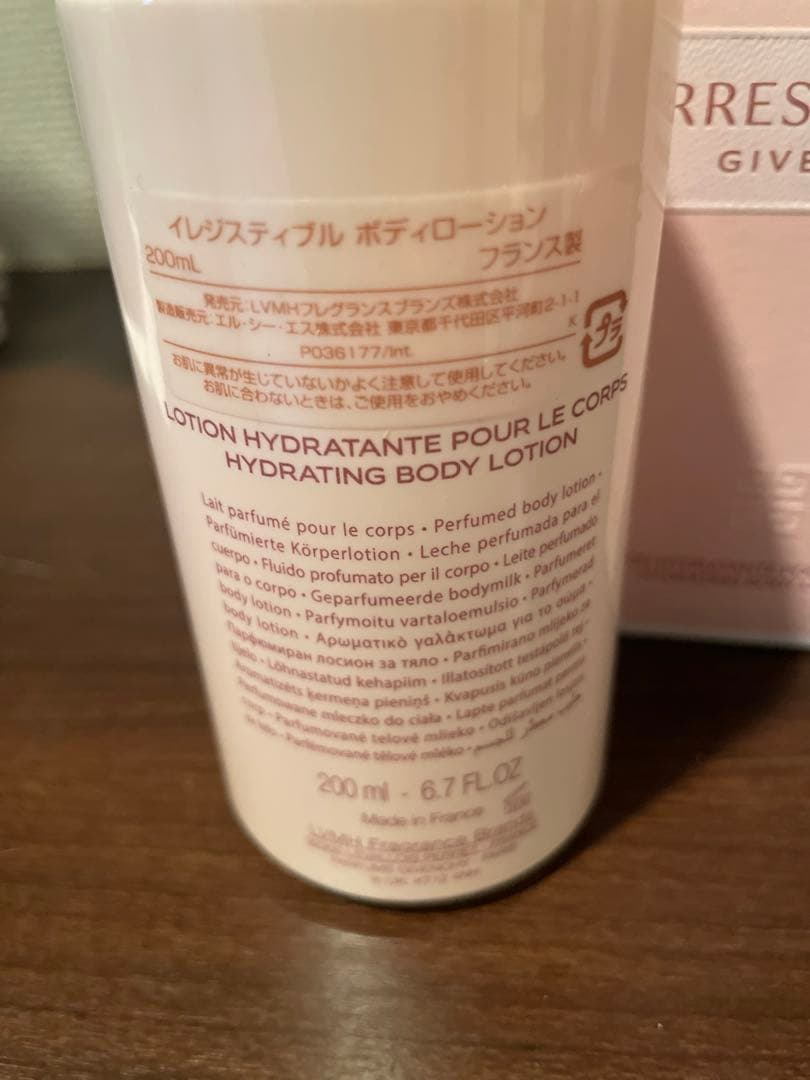 イレジスティブル ボディローション
200mL フランス製
発売元:LVMHフレグランスブランズ株式会社
製造販売元:エル・シー・エス株式会社 東京都千代田区平河町2-1-1
P036177/Int. K
プラ
お肌に異常が生じていないかよく注意して使用してください。
お肌に合わないときは、ご使用をおやめください。
LOTION HYDRATANTE POUR LE CORPS
HYDRATING BODY LOTION
Lait parfumé pour le corps • Perfumed body lotion •
Parfümierte Körperlotion • Leche perfumada para el
cuerpo • Fluido profumato per il corpo • Leite perfumado
para o corpo • Geparfumeerde bodymilk • Parfumeret
body lotion • Parfymoitu vartaloemulsio • Parfymerad
body lotion • Αρωματικό γαλάκτωμα για το σώμα •
Парфюмиран лосион за тяло • Parfimirano mlijeko za
tijelo • Lõhnastatud kehapiim • Illatosított testápoló tej •
Aromatizēts ķermeņa pieniņš • Kvapusis kūno pienelis •
Perfumowane mleczko do ciała • Lapte parfumat pentru
corp • Parfumované telové mlieko • Odišavljen losjon
za telo • Parfémované tělové mléko • حليب معطر للجسم
200 ml - 6.7 FL.OZ
Made in France
LVMH Fragrance Brands
RRES
GIVE